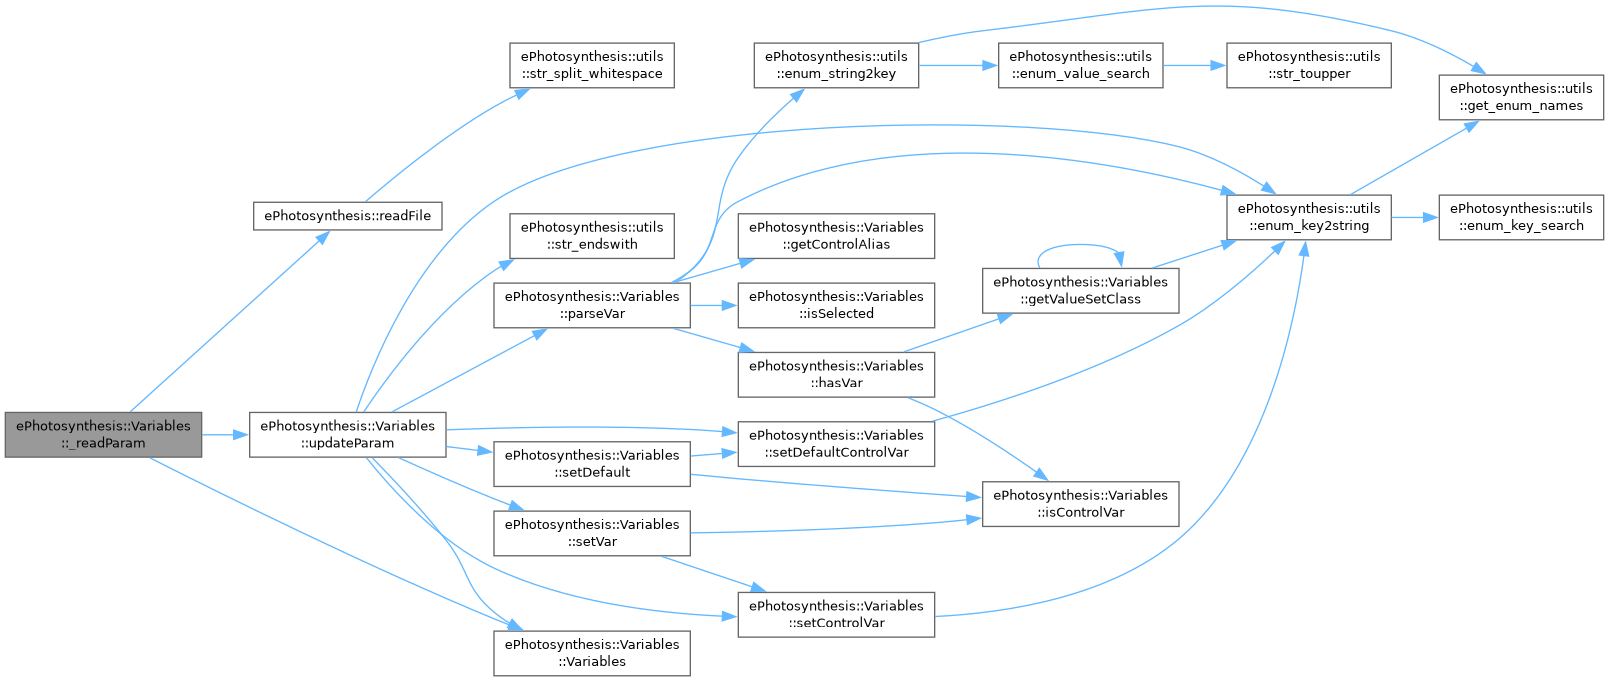 ePhotosynthesis::Variables
::_readParam
ePhotosynthesis::readFile
ePhotosynthesis::utils
::str_split_whitespace
ePhotosynthesis::Variables
::updateParam
ePhotosynthesis::utils
::str_endswith
ePhotosynthesis::Variables
::parseVar
ePhotosynthesis::Variables
::setDefault
ePhotosynthesis::Variables
::setVar
ePhotosynthesis::Variables
::Variables
ePhotosynthesis::utils
::enum_string2key
ePhotosynthesis::Variables
::getControlAlias
ePhotosynthesis::Variables
::isSelected
ePhotosynthesis::Variables
::hasVar
ePhotosynthesis::Variables
::setDefaultControlVar
ePhotosynthesis::Variables
::setControlVar
ePhotosynthesis::utils
::enum_value_search
ePhotosynthesis::Variables
::getValueSetClass
ePhotosynthesis::Variables
::isControlVar
ePhotosynthesis::utils
::str_toupper
ePhotosynthesis::utils
::enum_key2string
ePhotosynthesis::utils
::get_enum_names
ePhotosynthesis::utils
::enum_key_search